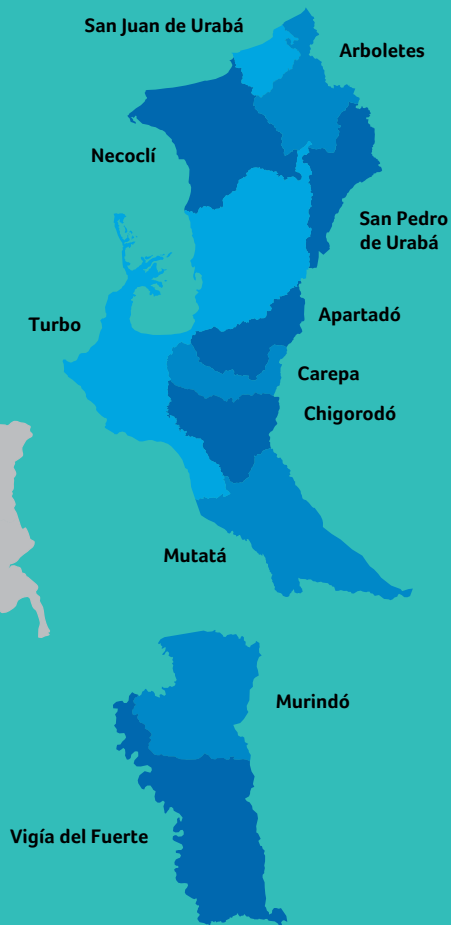 San Juan de Urabá
Arboletes
Necoclí
San Pedro
de Urabá
Apartadó
Turbo
Carepa
Chigorodó
Mutatá
Murindó
Vigía del Fuerte